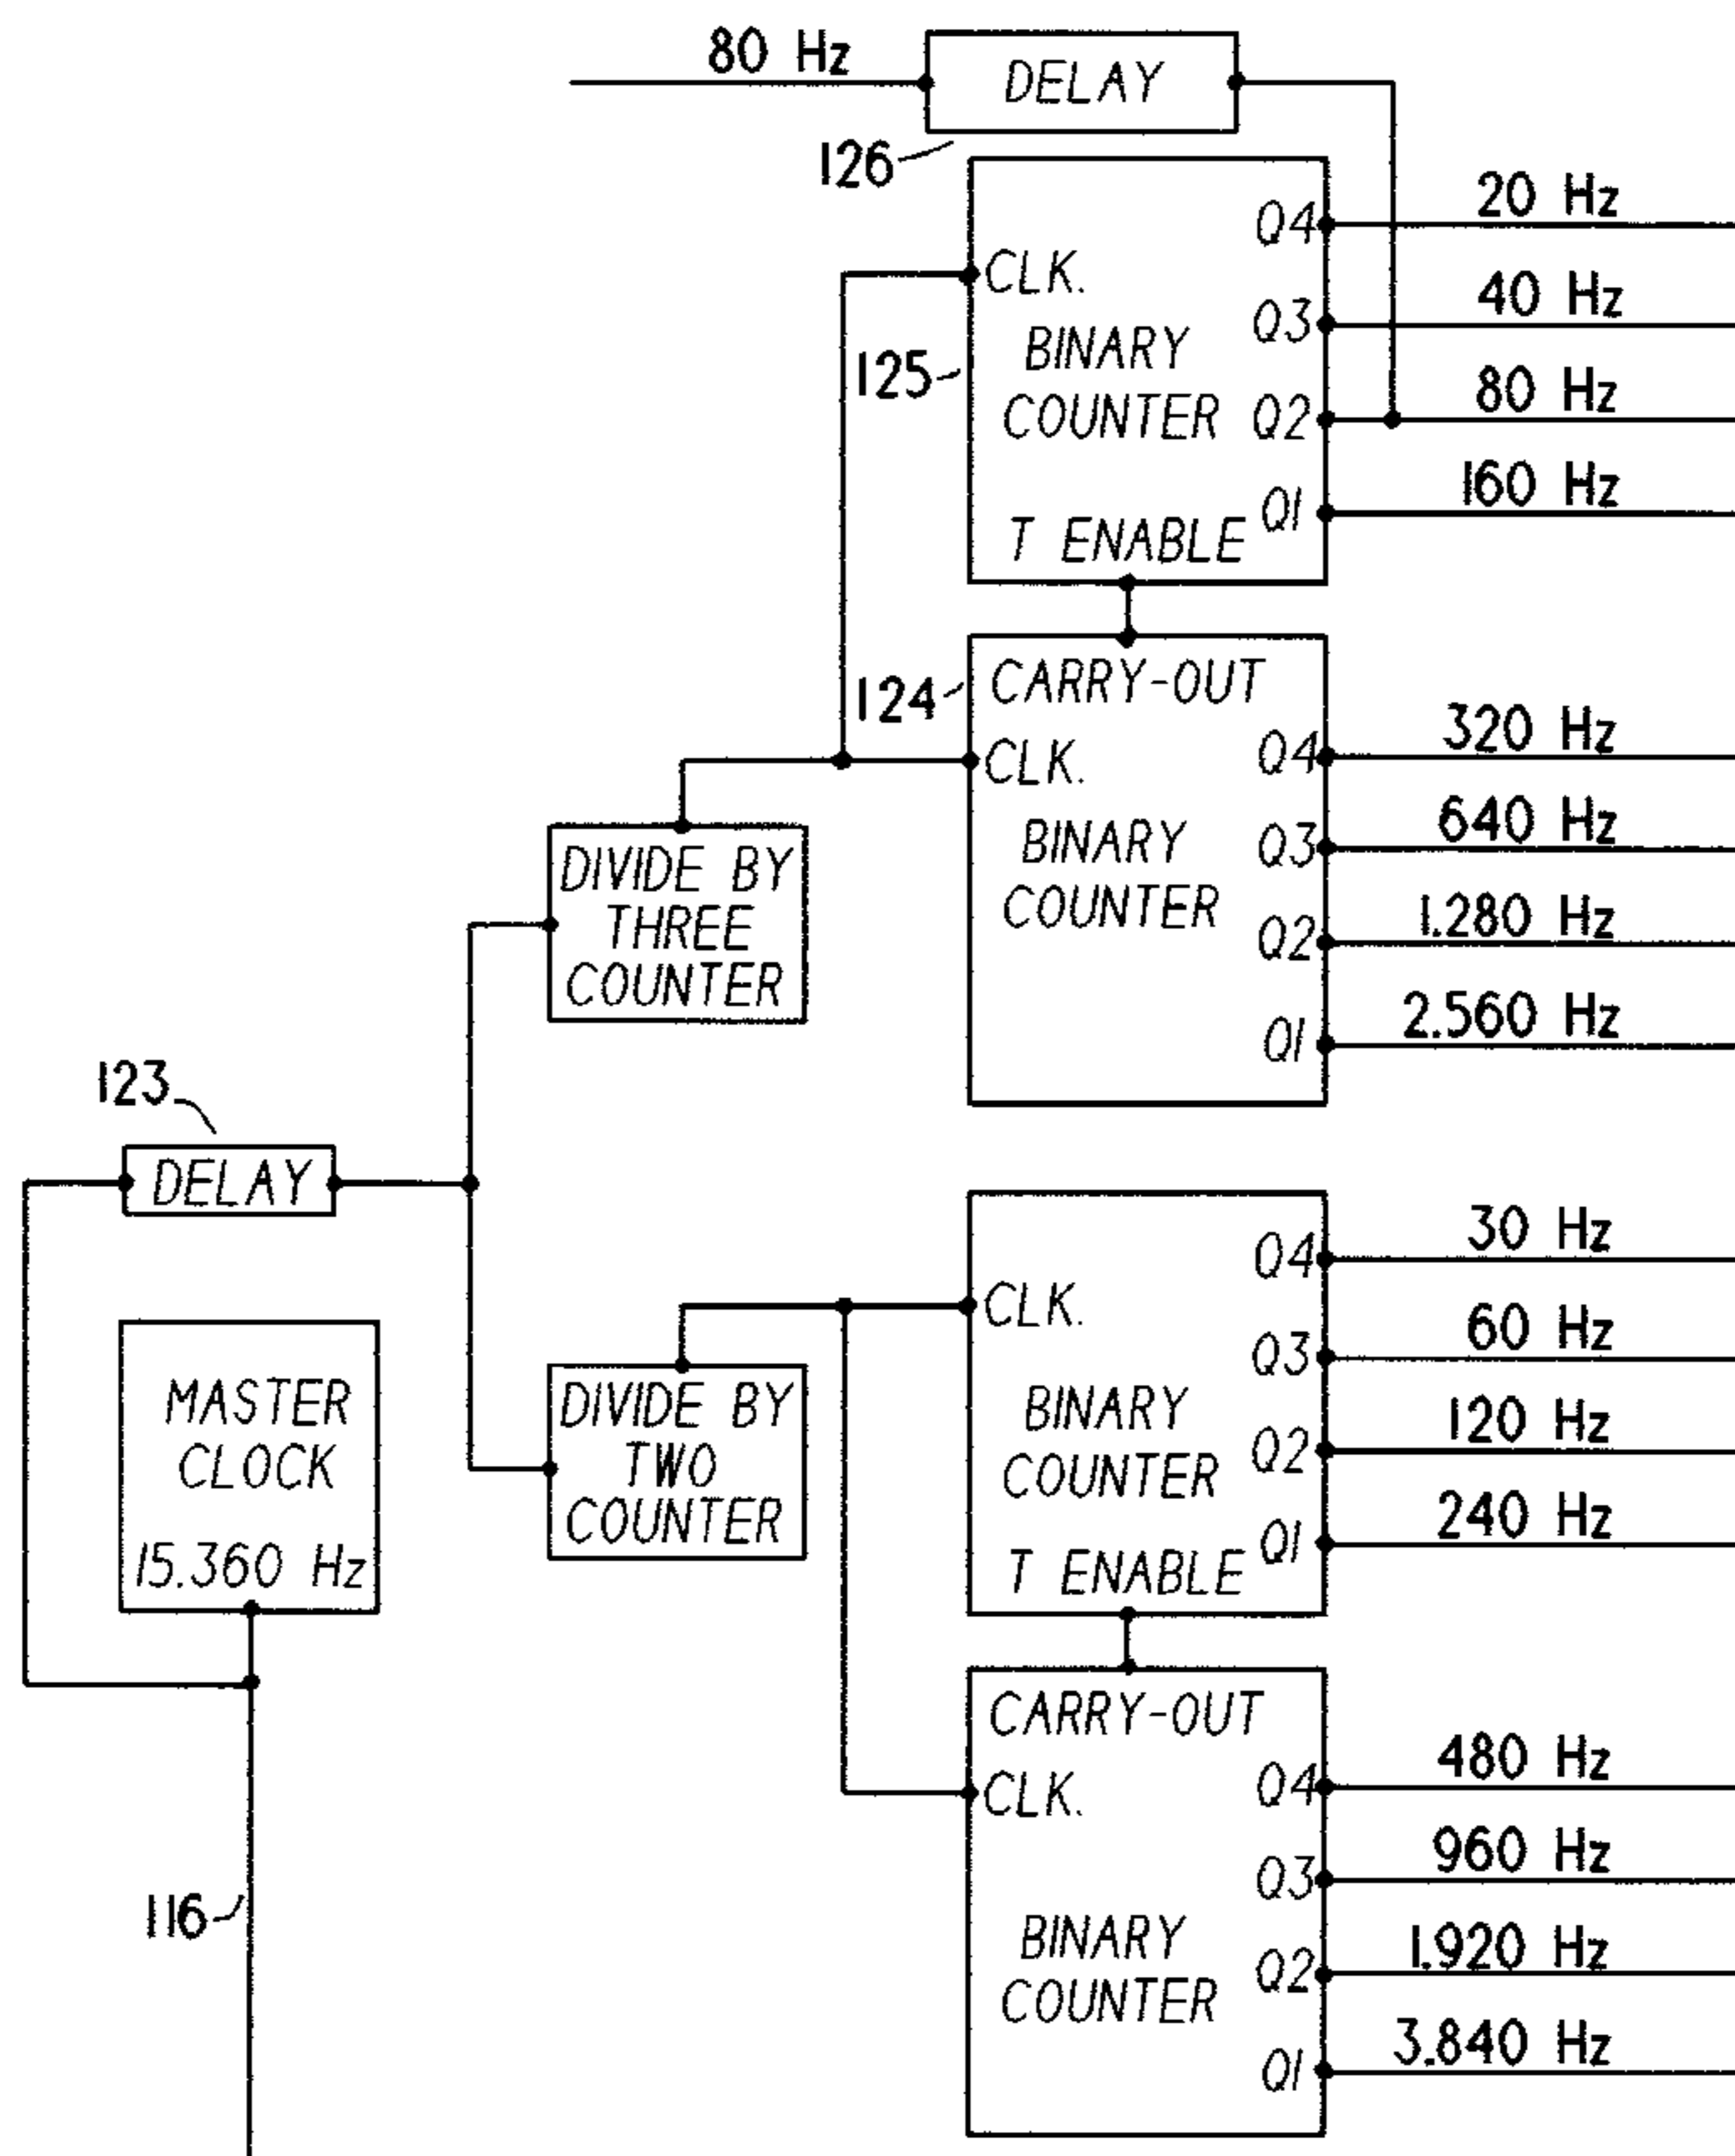 80 Hz
DELAY
126
Q4
20 Hz
CLK.
Q3
40 Hz
125
BINARY
COUNTER
Q2
80 Hz
Q1
160 Hz
T ENABLE
124
CARRY-OUT
CLK.
Q4
320 Hz
BINARY
COUNTER
Q3
640 Hz
Q2
1.280 Hz
Q1
2.560 Hz
DIVIDE BY
THREE
COUNTER
123
DELAY
Q4
30 Hz
CLK.
Q3
60 Hz
BINARY
COUNTER
Q2
120 Hz
Q1
240 Hz
T ENABLE
DIVIDE BY
TWO
COUNTER
MASTER
CLOCK
15.360 Hz
CARRY-OUT
CLK.
Q4
480 Hz
Q3
960 Hz
BINARY
COUNTER
Q2
1.920 Hz
Q1
3.840 Hz
116